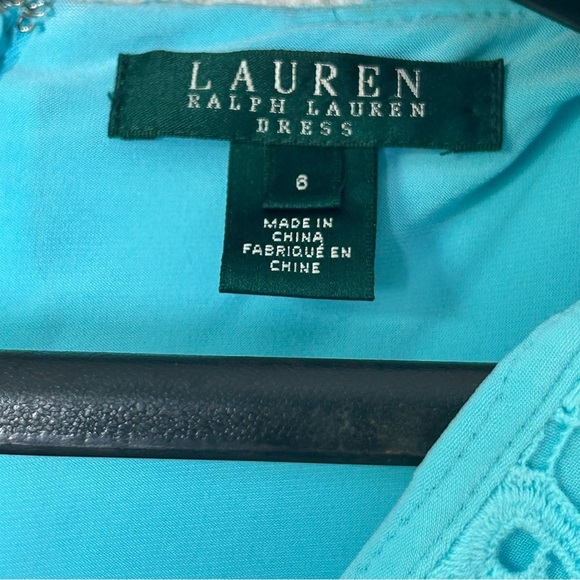 LAUREN
RALPH LAUREN
DRESS
6
MADE IN
CHINA
FABRIQUÉ EN
CHINE